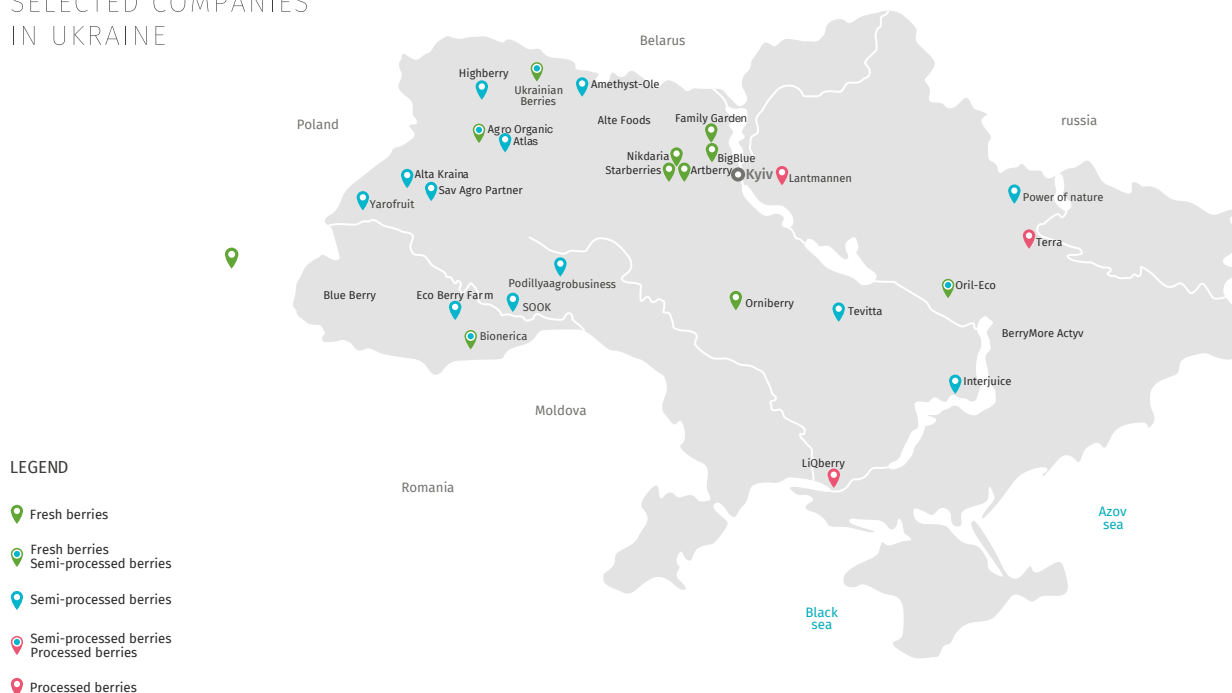 SELECTED COMPANIES
IN UKRAINE
Belarus
Poland
russia
Highberry
Ukrainian
Berries
Amethyst-Ole
Alte Foods
Family Garden
Agro Organic
Atlas
Nikdaria
BigBlue
Starberries
Artberry
Kyiv
Lantmannen
Alta Kraina
Sav Agro Partner
Yarofruit
Power of nature
Terra
Podillyaagrobusiness
Blue Berry
Eco Berry Farm
SOOK
Bionerica
Orniberry
Tevitta
Oril-Eco
BerryMore Actyv
Interjuice
Moldova
LiQberry
Romania
Azov
sea
Black
sea
LEGEND
Fresh berries
Fresh berries
Semi-processed berries
Semi-processed berries
Semi-processed berries
Processed berries
Processed berries